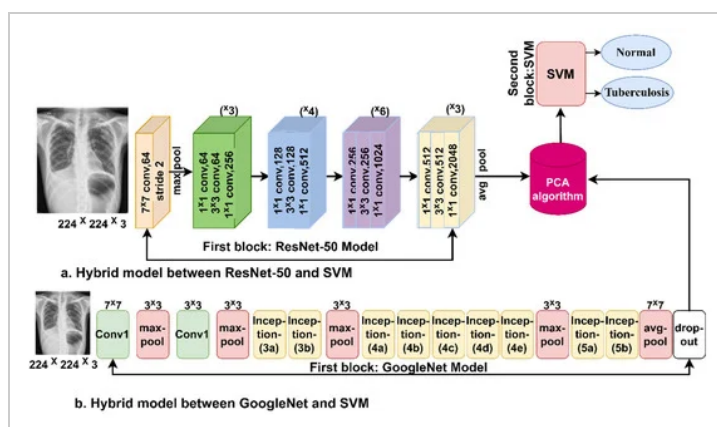 Second
block:SVM
SVM
Normal
Tuberculosis
(x3)
(x4)
(x6)
(x3)
7x7 conv,64
stride 2
max pool
1x1 conv,64
3x3 conv,64
1x1 conv,256
1x1 conv,128
3x3 conv,128
1x1 conv,512
1x1 conv,256
3x3 conv,256
1x1 conv,1024
1x1 conv,512
3x3 conv,512
1x1 conv,2048
avg pool
PCA
algorithm
224 x 224 x 3
First block: ResNet-50 Model
a. Hybrid model between ResNet-50 and SVM
7x7
3x3
3x3
3x3
3x3
3x3
7x7
Conv1
max-
pool
Conv1
max-
pool
Incep-
tion-
(3a)
Incep-
tion-
(3b)
max-
pool
Incep-
tion-
(4a)
Incep-
tion-
(4b)
Incep-
tion-
(4c)
Incep-
tion-
(4d)
Incep-
tion-
(4e)
max-
pool
Incep-
tion-
(5a)
Incep-
tion-
(5b)
avg-
pool
drop-
out
224 x 224 x 3
First block: GoogleNet Model
b. Hybrid model between GoogleNet and SVM